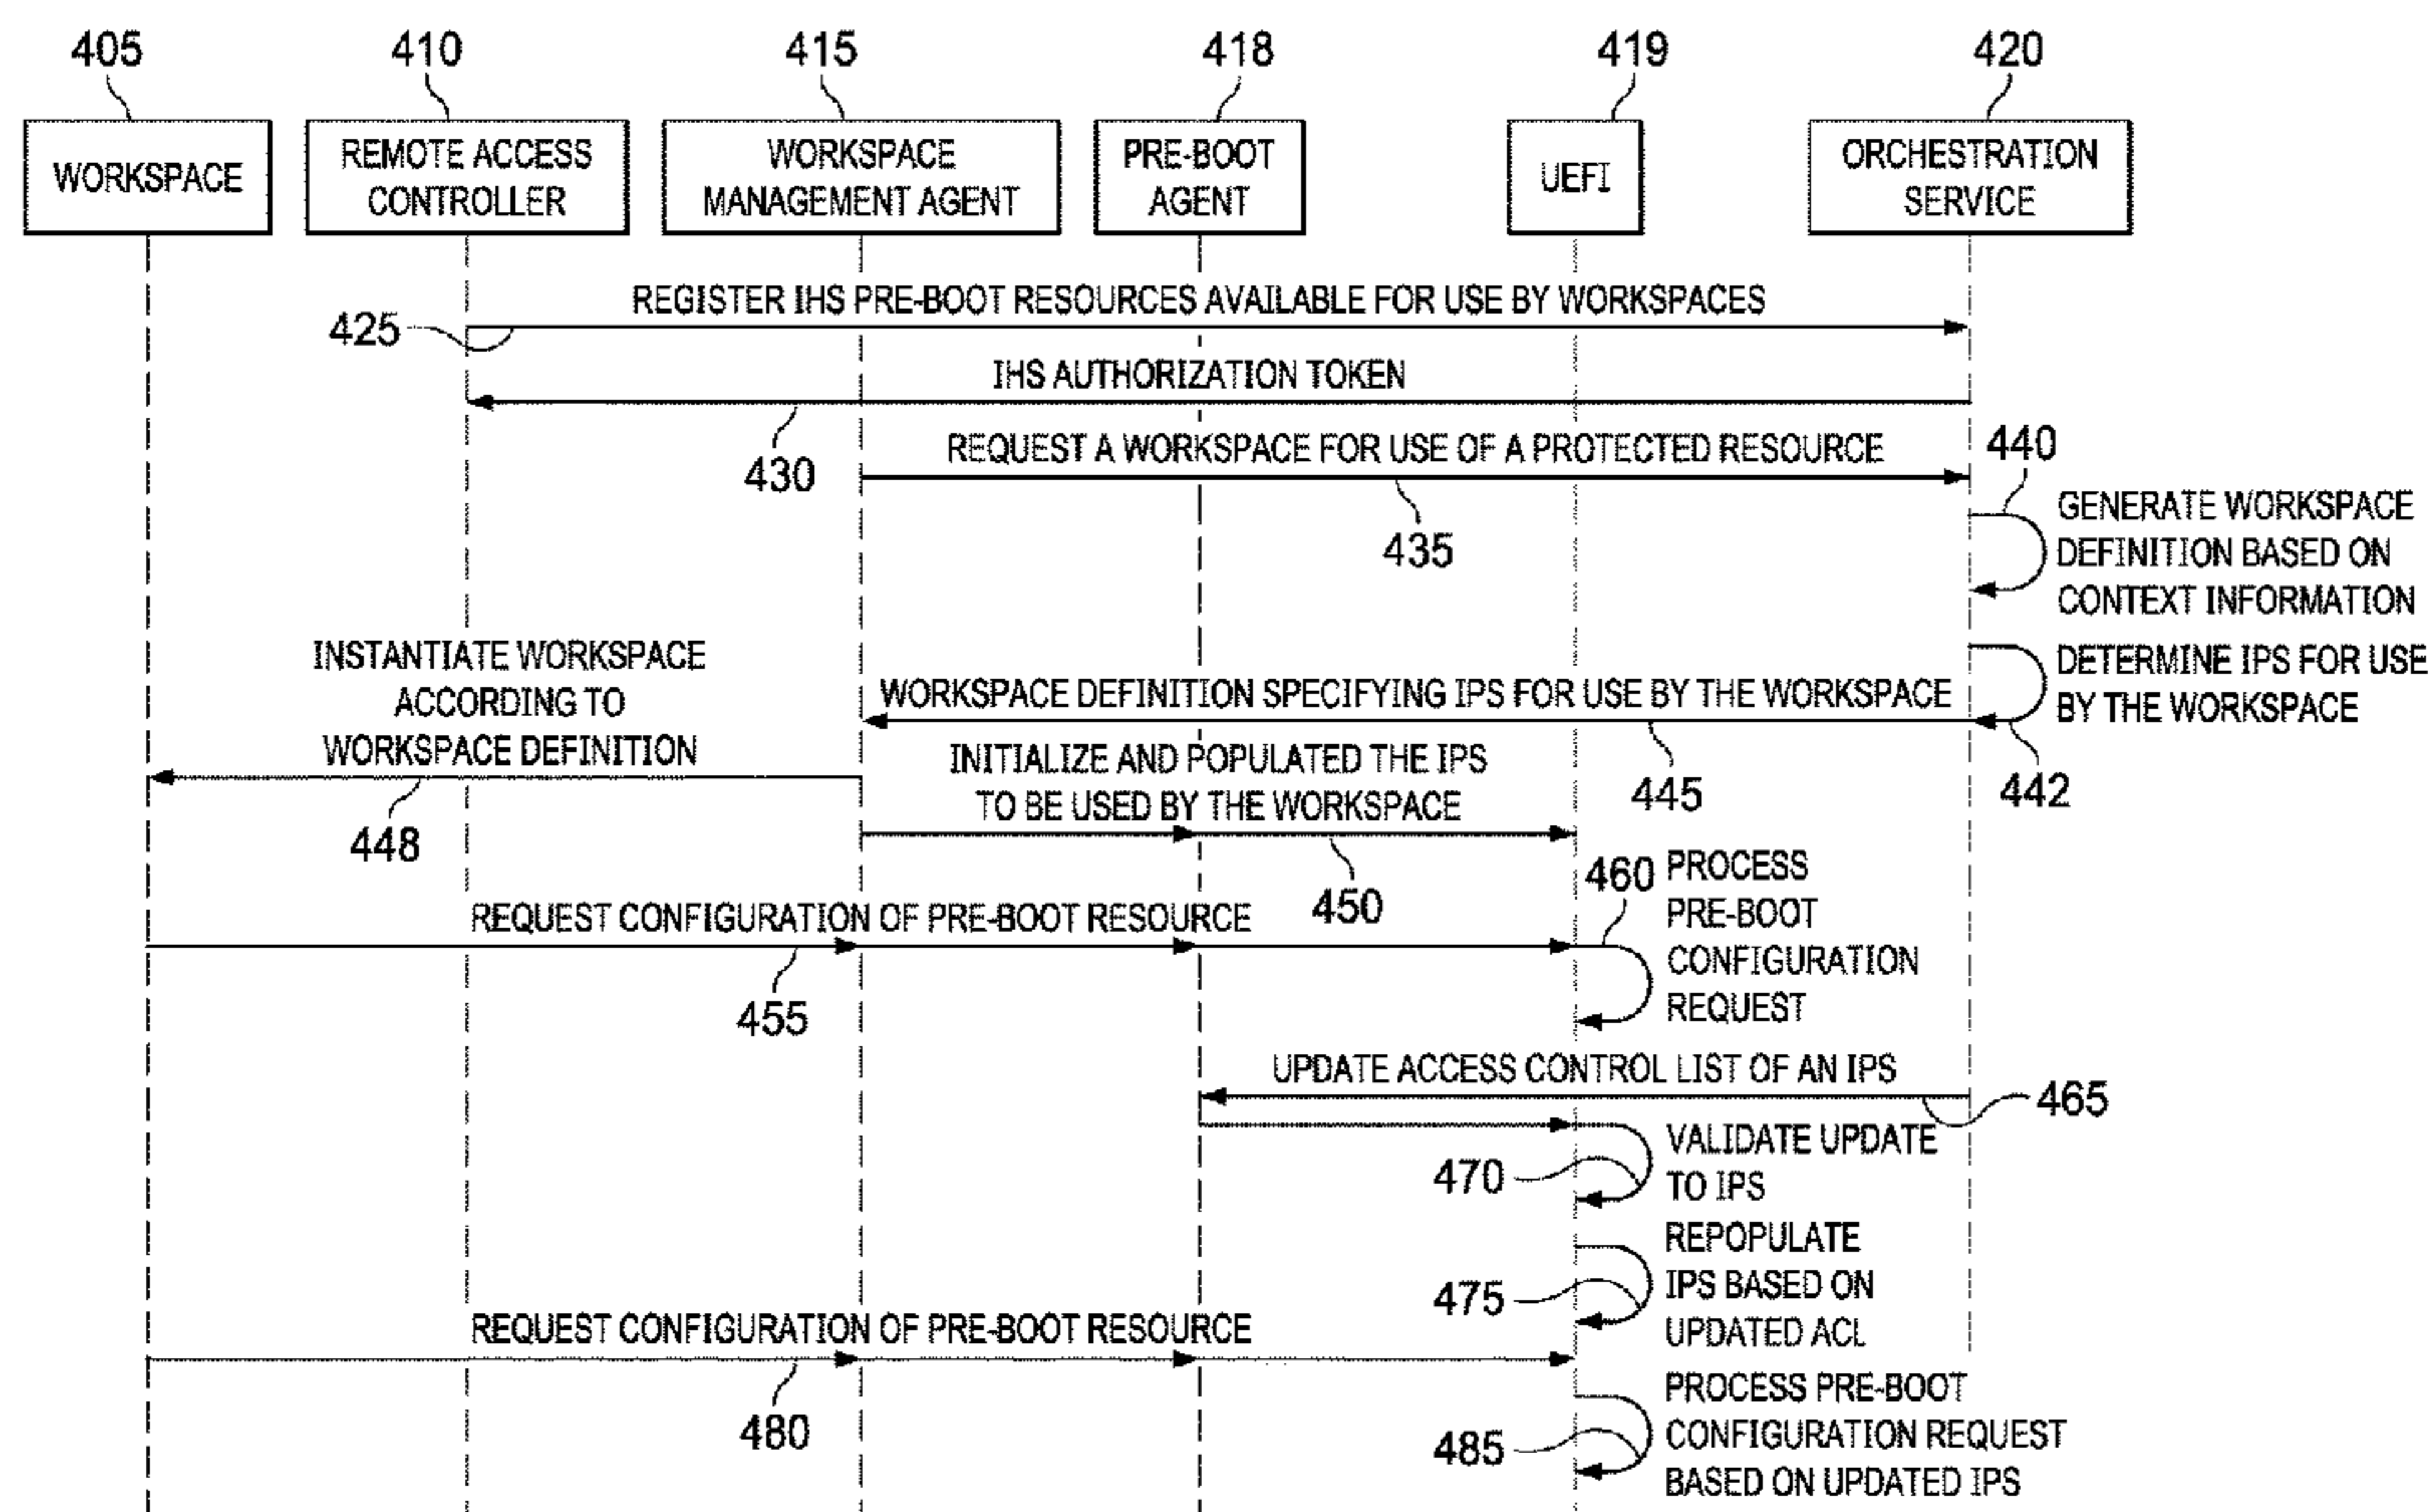 405
410
415
418
419
420
WORKSPACE
REMOTE ACCESS
CONTROLLER
WORKSPACE
MANAGEMENT AGENT
PRE-BOOT
AGENT
UEFI
ORCHESTRATION
SERVICE
REGISTER IHS PRE-BOOT RESOURCES AVAILABLE FOR USE BY WORKSPACES
425
IHS AUTHORIZATION TOKEN
430
REQUEST A WORKSPACE FOR USE OF A PROTECTED RESOURCE
435
440
GENERATE WORKSPACE
DEFINITION BASED ON
CONTEXT INFORMATION
DETERMINE IPS FOR USE
BY THE WORKSPACE
442
WORKSPACE DEFINITION SPECIFYING IPS FOR USE BY THE WORKSPACE
445
INSTANTIATE WORKSPACE
ACCORDING TO
WORKSPACE DEFINITION
448
INITIALIZE AND POPULATED THE IPS
TO BE USED BY THE WORKSPACE
450
REQUEST CONFIGURATION OF PRE-BOOT RESOURCE
455
460
PROCESS
PRE-BOOT
CONFIGURATION
REQUEST
UPDATE ACCESS CONTROL LIST OF AN IPS
465
470
VALIDATE UPDATE
TO IPS
475
REPOPULATE
IPS BASED ON
UPDATED ACL
REQUEST CONFIGURATION OF PRE-BOOT RESOURCE
480
485
PROCESS PRE-BOOT
CONFIGURATION REQUEST
BASED ON UPDATED IPS